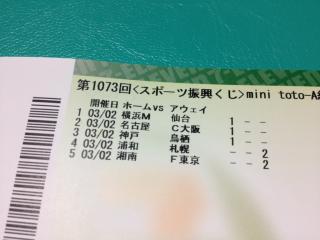 第1073回<スポーツ振興くじ>mini toto-A組
開催日 ホームvs アウェイ
1 03/02 横浜M 仙台 1 - -
2 03/02 名古屋 C大阪 1 - -
3 03/02 神戸 鳥栖 1 - -
4 03/02 浦和 札幌 - - 2
5 03/02 湘南 F東京 - - 2